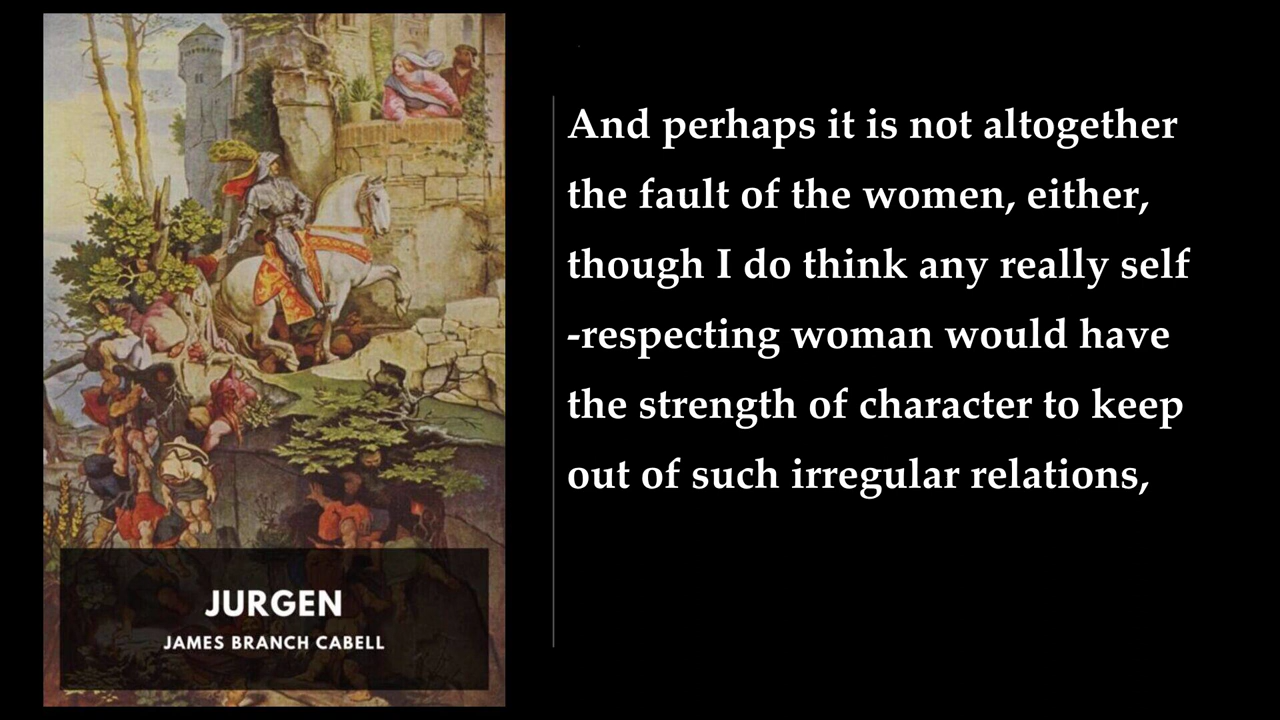 And perhaps it is not altogether
the fault of the women, either,
though I do think any really self
-respecting woman would have
the strength of character to keep
out of such irregular relations,
JURGEN
JAMES BRANCH CABELL